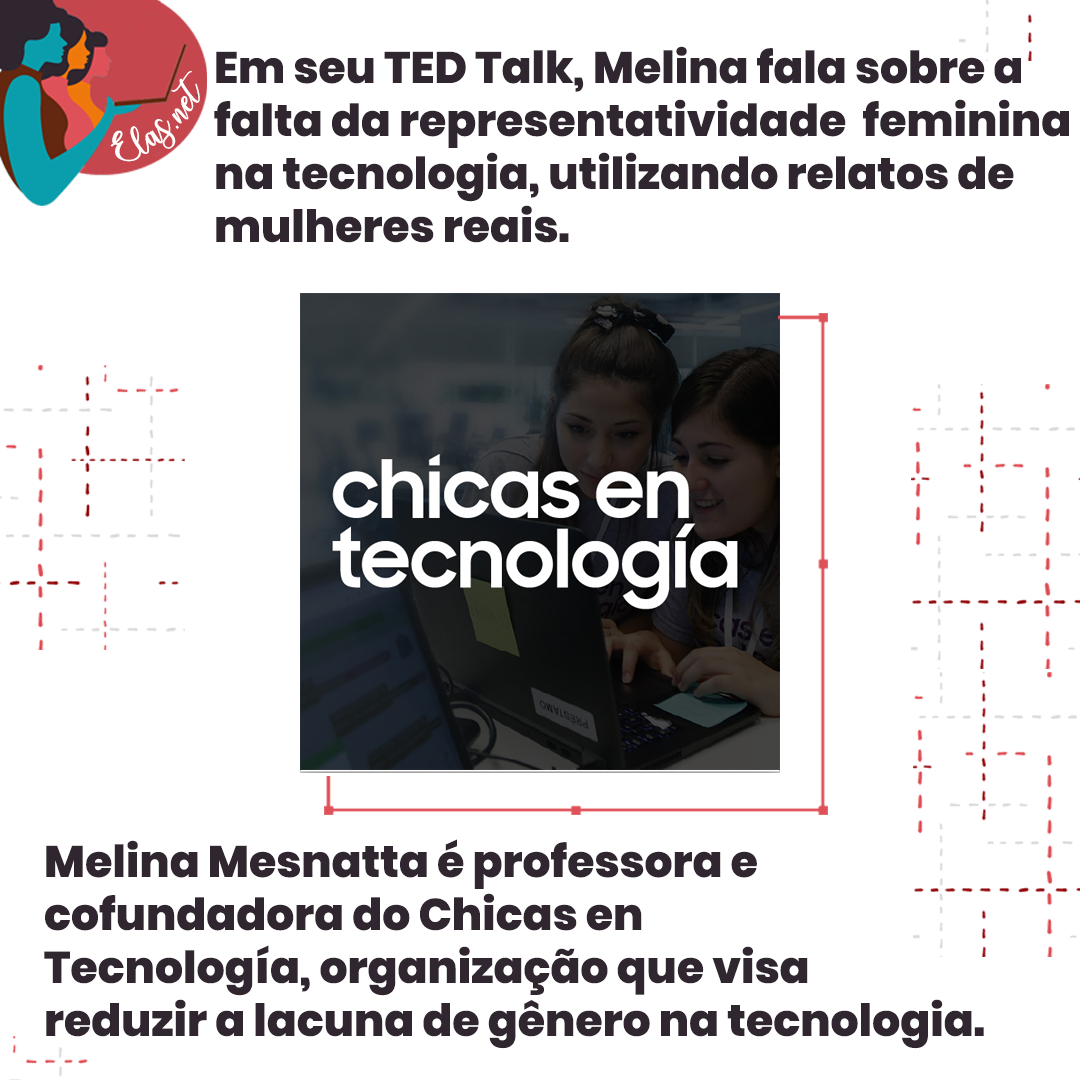 Elas.net
Em seu TED Talk, Melina fala sobre a
falta da representatividade feminina
na tecnologia, utilizando relatos de
mulheres reais.
chicas en
tecnología
PRÉSTAMO
Melina Mesnatta é professora e
cofundadora do Chicas en
Tecnología, organização que visa
reduzir a lacuna de gênero na tecnologia.